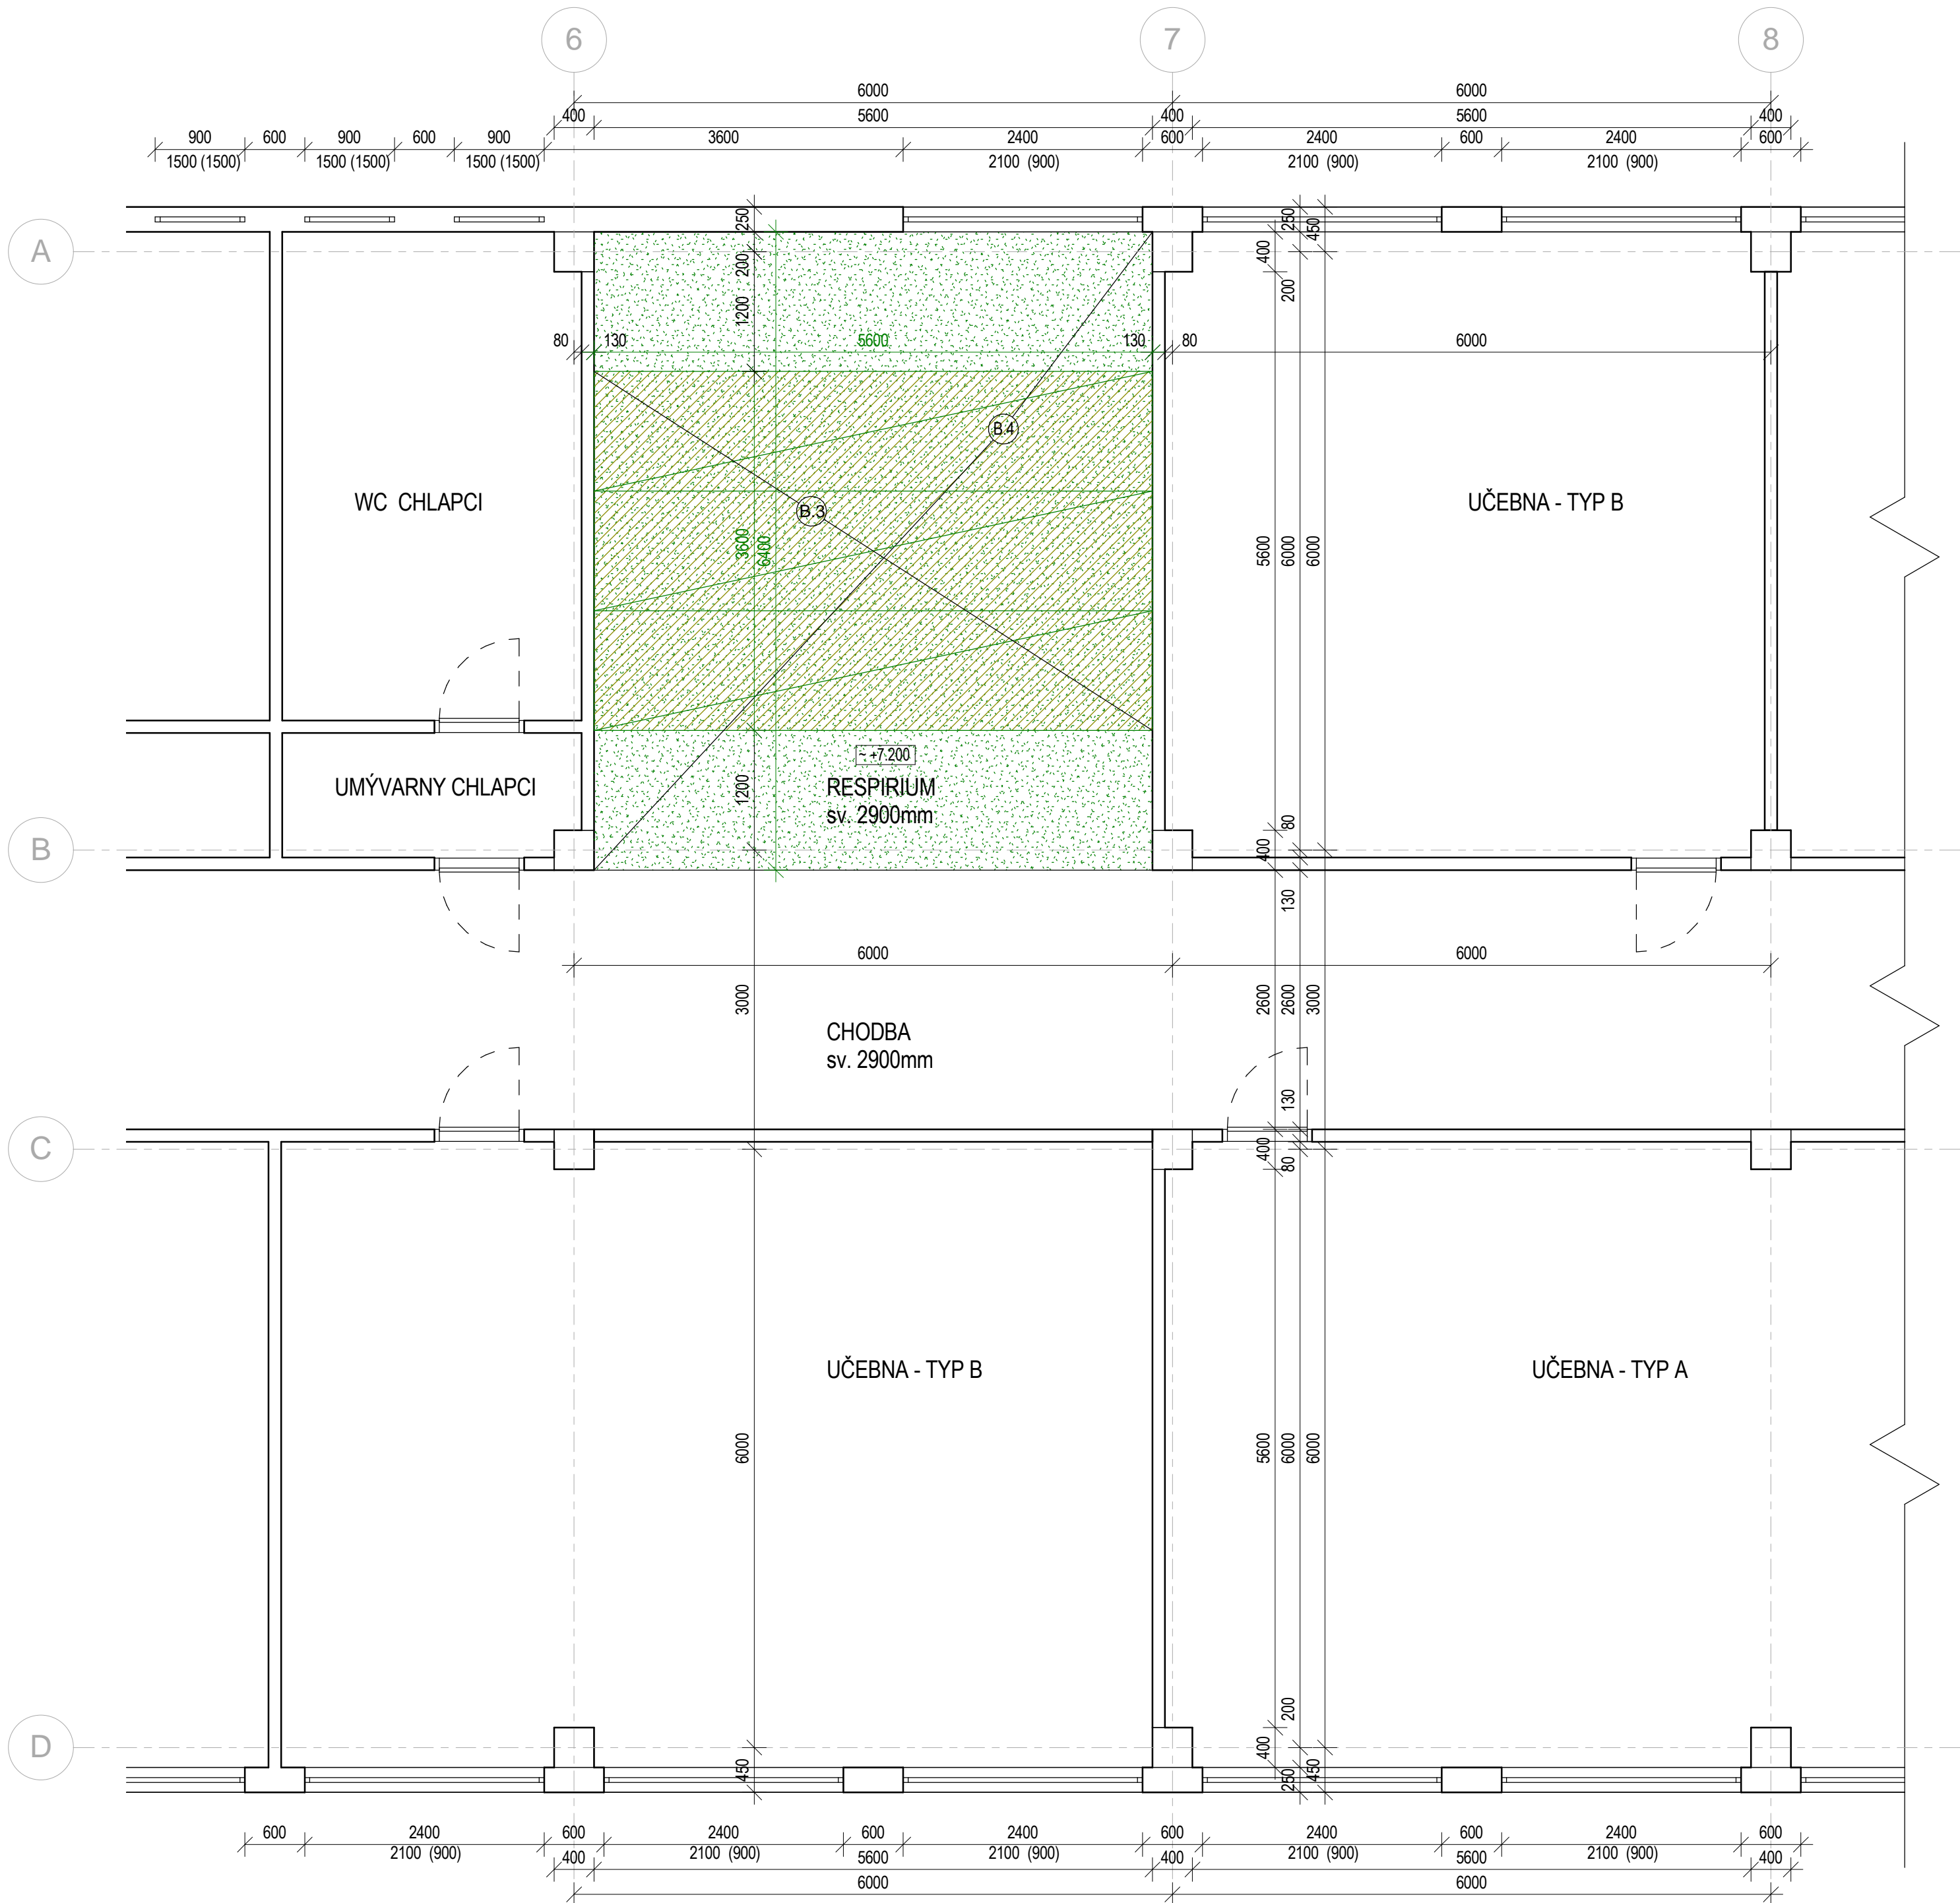 6 7 8
6000 6000
400 5600 400 5600 400
900 600 900 600 900 3600 2400 600 2400 600 2400 600
1500 (1500) 1500 (1500) 1500 (1500) 2100 (900) 2100 (900) 2100 (900)
250 250 450
A
200 400
1200 200
80 130 5600 130 80 6000
B.4
WC CHLAPCI UČEBNA - TYP B
B.3
3600 6400 5600 6000 6000
~ +7.200
UMÝVARNY CHLAPCI RESPIRIUM
1200 sv. 2900mm
80
B
400
130
6000 6000
3000 2600 2600 3000
CHODBA
sv. 2900mm
130
C
400 80
UČEBNA - TYP B UČEBNA - TYP A
6000 5600 6000 6000
200
D
400
450 250 450
600 2400 600 2400 600 2400 600 2400 600 2400 600
2100 (900) 2100 (900) 2100 (900) 2100 (900) 2100 (900)
400 5600 400 5600 400
6000 6000